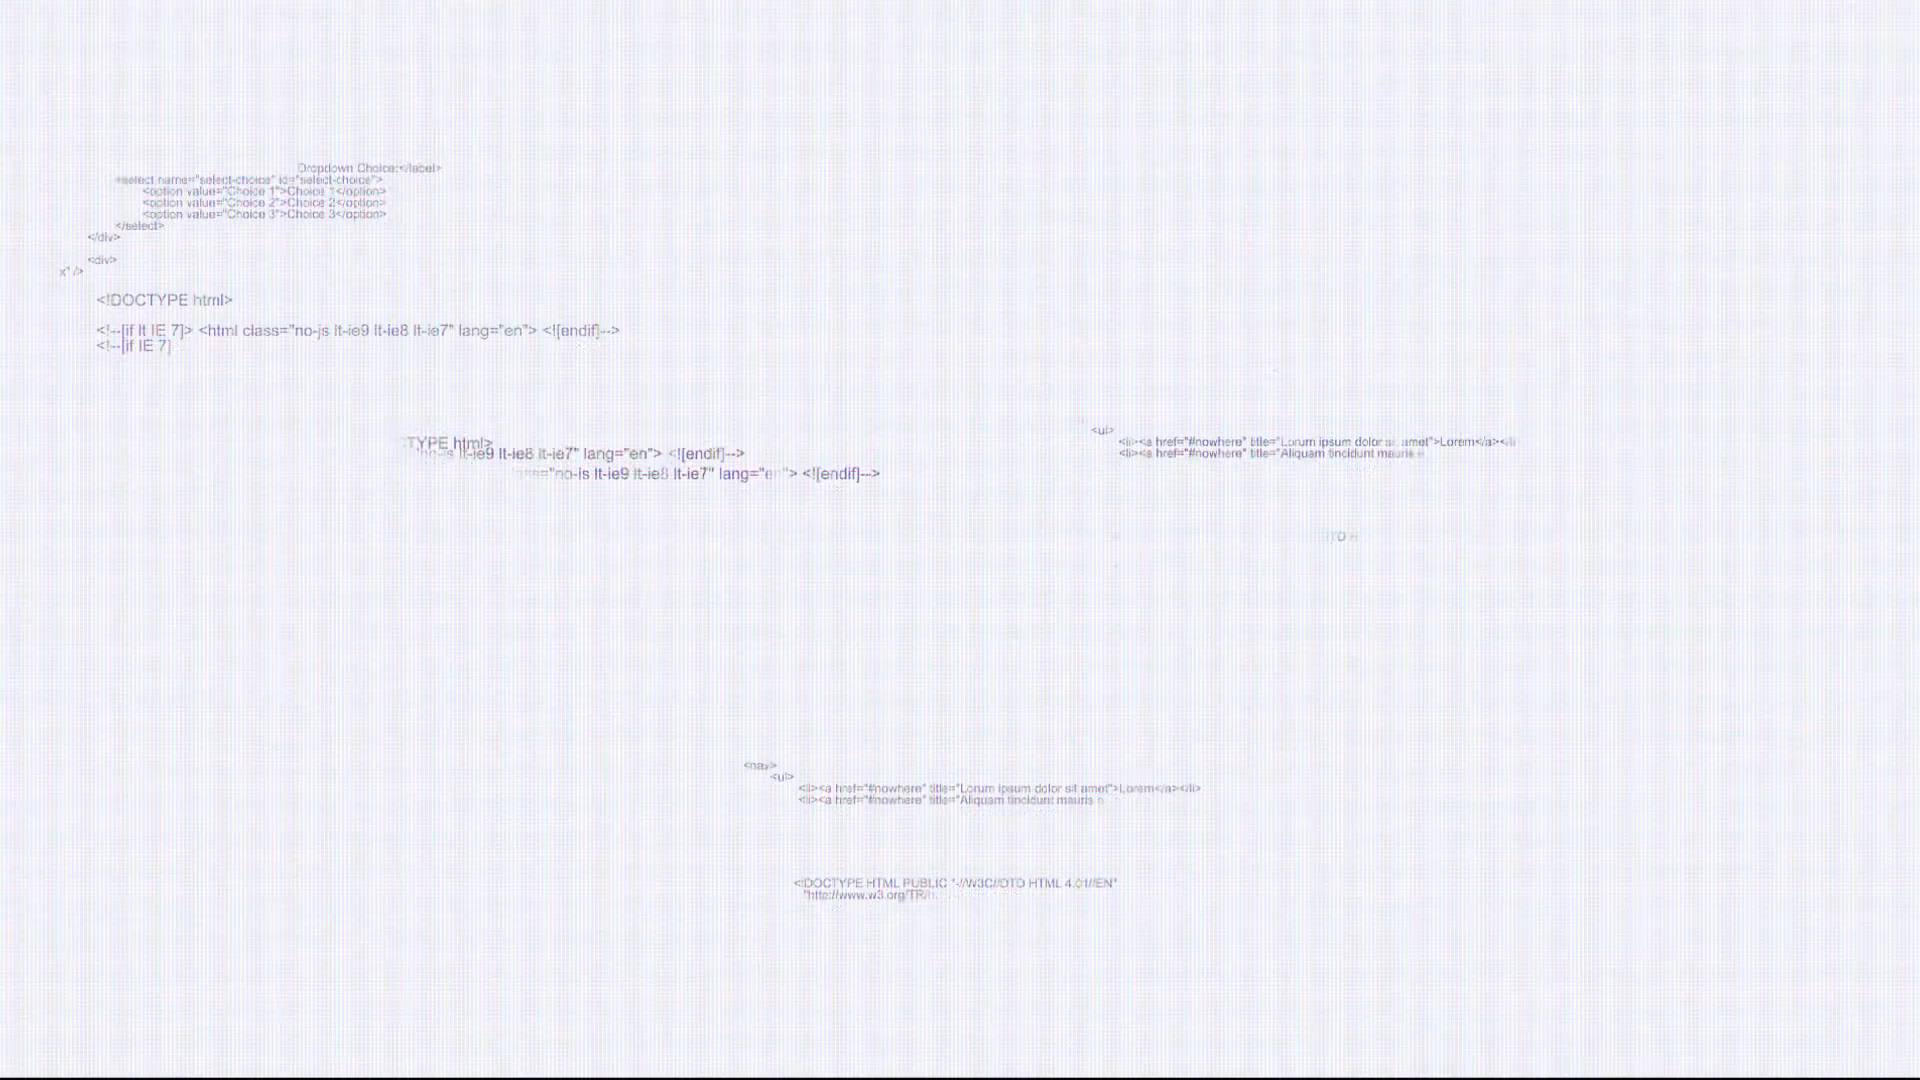 Dropdown Choice:</label>
<select name="select-choice" id="select-choice">
<option value="Choice 1">Choice 1</option>
<option value="Choice 2">Choice 2</option>
<option value="Choice 3">Choice 3</option>
</select>
</div>
<div>
x" />
<!DOCTYPE html>
<!--[if lt IE 7]> <html class="no-js lt-ie9 lt-ie8 lt-ie7" lang="en"> <![endif]-->
<!--[if IE 7]
TYPE html>
lt-ie9 lt-ie8 lt-ie7" lang="en"> <![endif]-->
="no-js lt-ie9 lt-ie8 lt-ie7" lang="en"> <![endif]-->
<ul>
<li><a href="#nowhere" title="Lorum ipsum dolor sit amet">Lorem</a></li
<li><a href="#nowhere" title="Aliquam tincidunt mauris
TD H
<nav>
<ul>
<li><a href="#nowhere" title="Lorum ipsum dolor sit amet">Lorem</a></li>
<li><a href="#nowhere" title="Aliquam tincidunt mauris
<!DOCTYPE HTML PUBLIC "-//W3C//DTD HTML 4.01//EN"
"http://www.w3.org/TR/